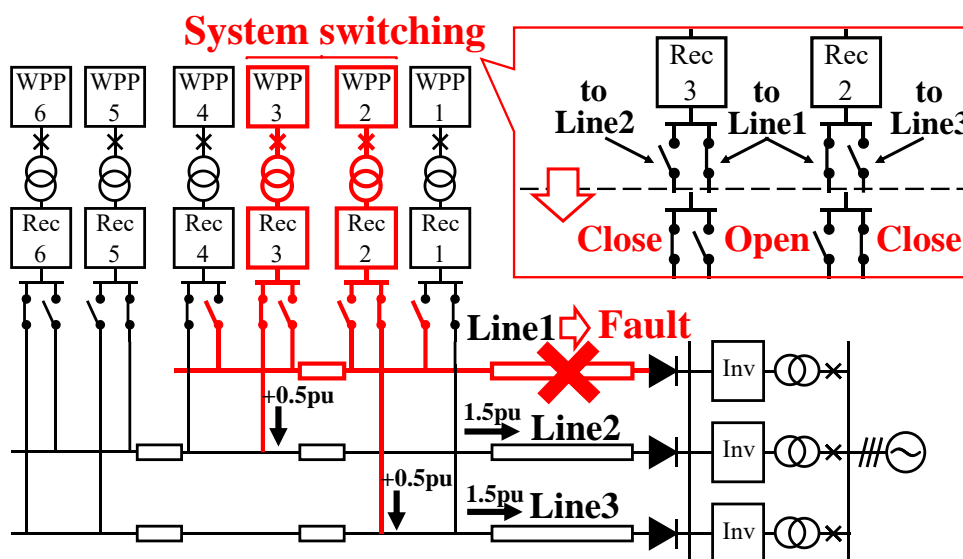 System switching
WPP
6
WPP
5
WPP
4
WPP
3
WPP
2
WPP
1
Rec
6
Rec
5
Rec
4
Rec
3
Rec
2
Rec
1
Rec
3
Rec
2
to
Line2
to
Line1
to
Line3
Close
Open
Close
Line1
Fault
+0.5pu
1.5pu
Line2
+0.5pu
1.5pu
Line3
Inv
Inv
Inv